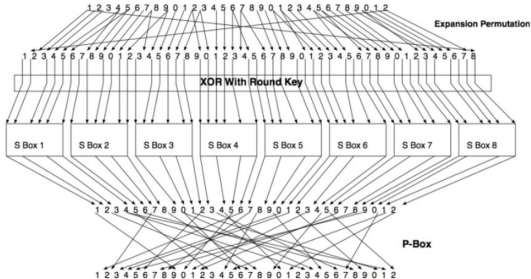 1 2 3 4 5 6 7 8 9 0 1 2 3 4 5 6 7 8 9 0 1 2 3 4 5 6 7 8 9 0 1 2
Expansion Permutation
1 2 3 4 5 6 7 8 9 0 1 2 3 4 5 6 7 8 9 0 1 2 3 4 5 6 7 8 9 0 1 2 3 4 5 6 7 8 9 0 1 2 3 4 5 6 7 8
XOR With Round Key
S Box 1 S Box 2 S Box 3 S Box 4 S Box 5 S Box 6 S Box 7 S Box 8
1 2 3 4 5 6 7 8 9 0 1 2 3 4 5 6 7 8 9 0 1 2 3 4 5 6 7 8 9 0 1 2
P-Box
1 2 3 4 5 6 7 8 9 0 1 2 3 4 5 6 7 8 9 0 1 2 3 4 5 6 7 8 9 0 1 2